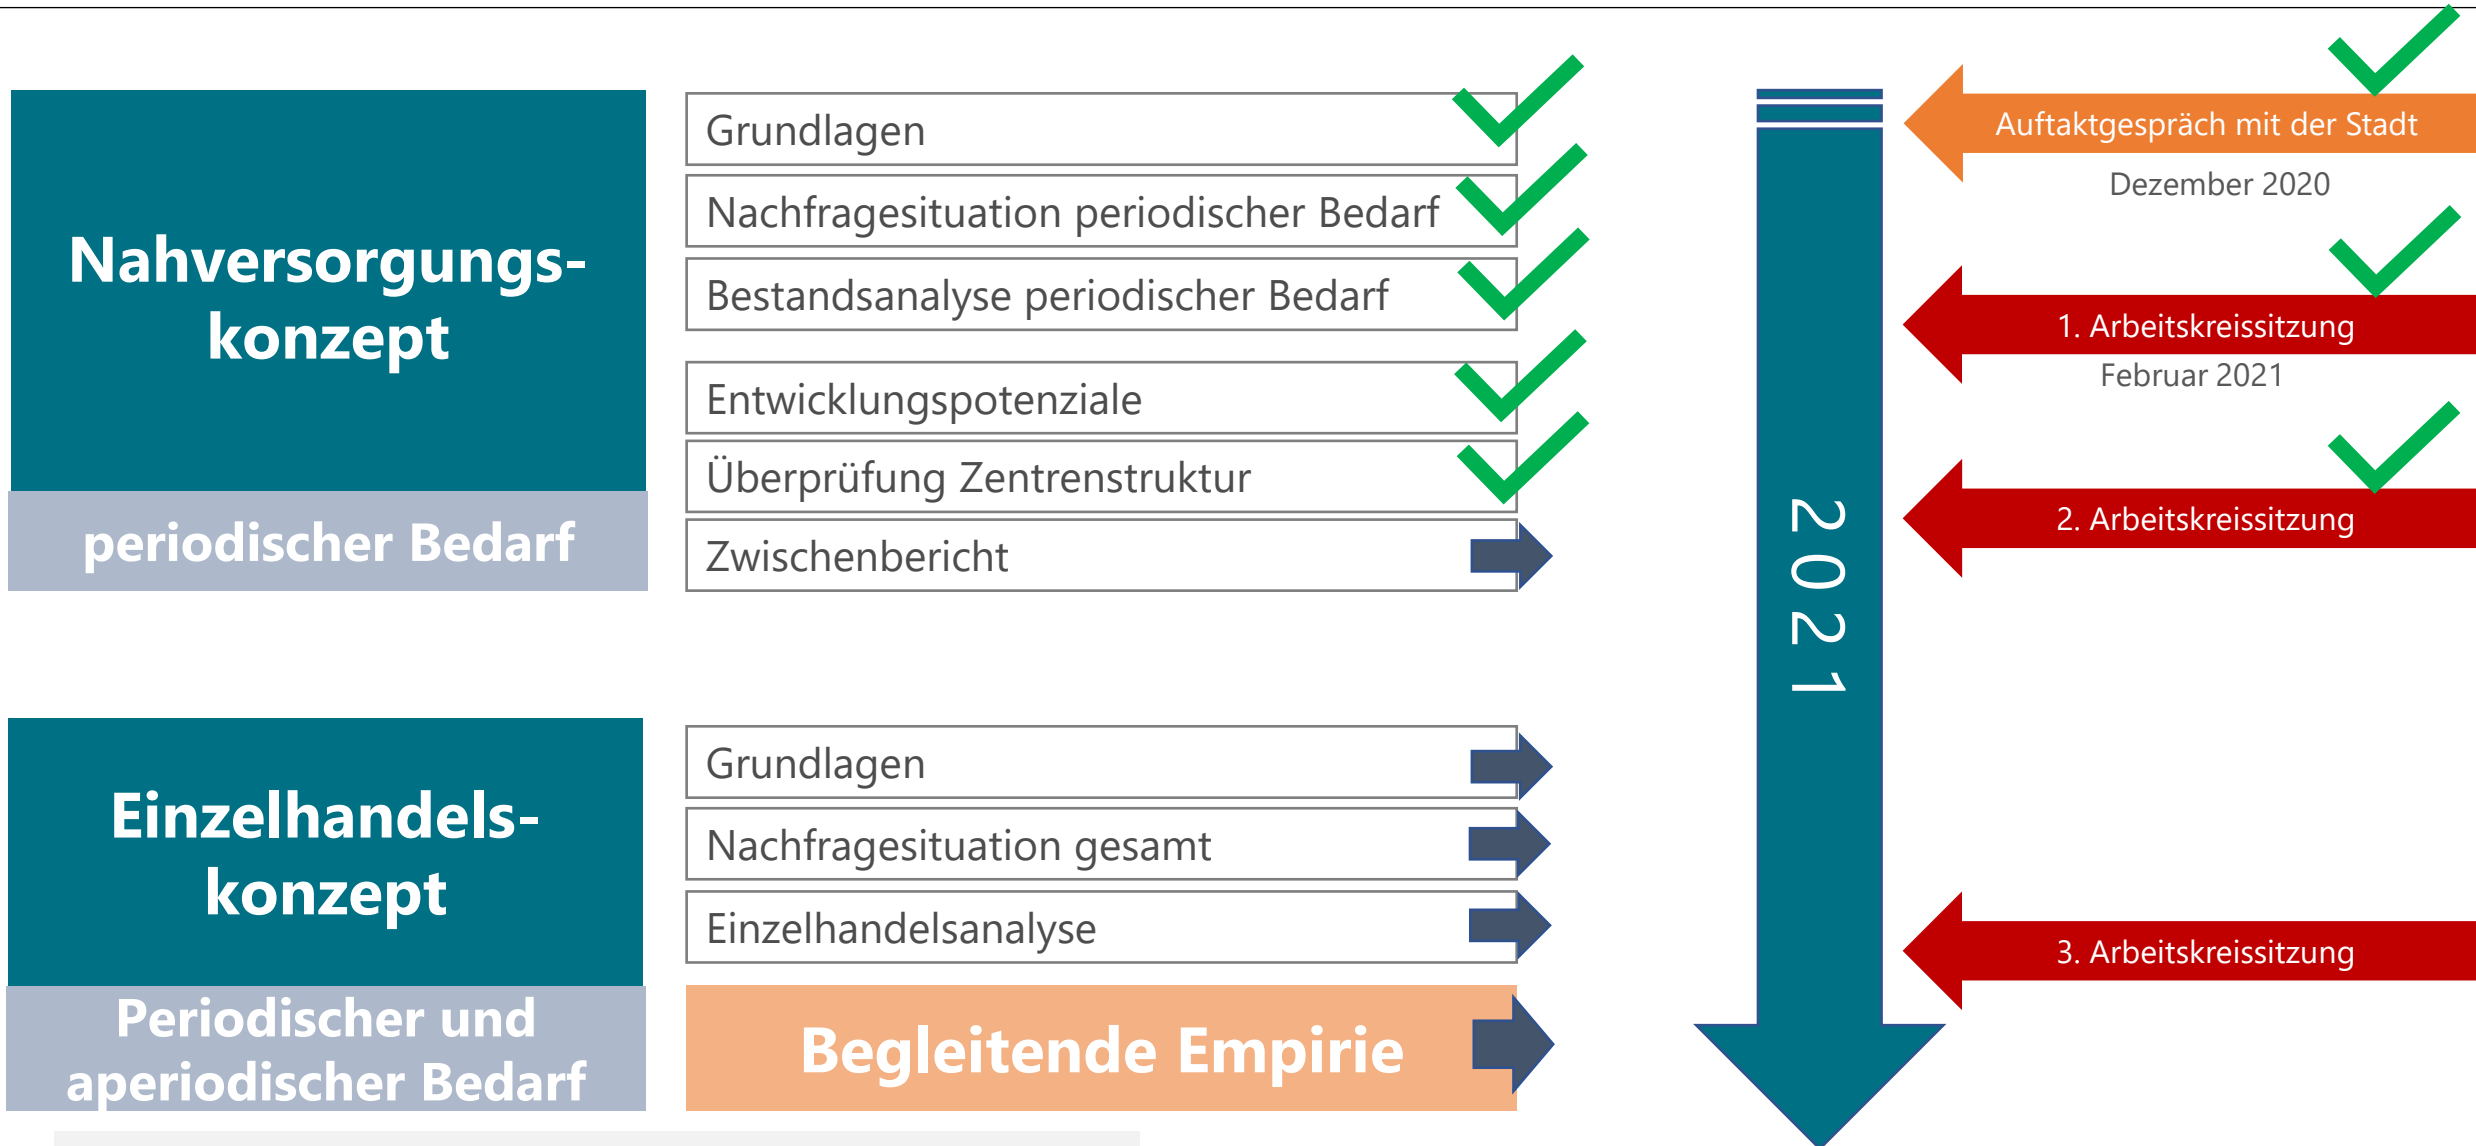 Nahversorgungs-
konzept
periodischer Bedarf
Grundlagen
Nachfragesituation periodischer Bedarf
Bestandsanalyse periodischer Bedarf
Entwicklungspotenziale
Überprüfung Zentrenstruktur
Zwischenbericht
Einzelhandels-
konzept
Periodischer und
aperiodischer Bedarf
Grundlagen
Nachfragesituation gesamt
Einzelhandelsanalyse
Begleitende Empirie
2021
Auftaktgespräch mit der Stadt
Dezember 2020
1. Arbeitskreissitzung
Februar 2021
2. Arbeitskreissitzung
3. Arbeitskreissitzung